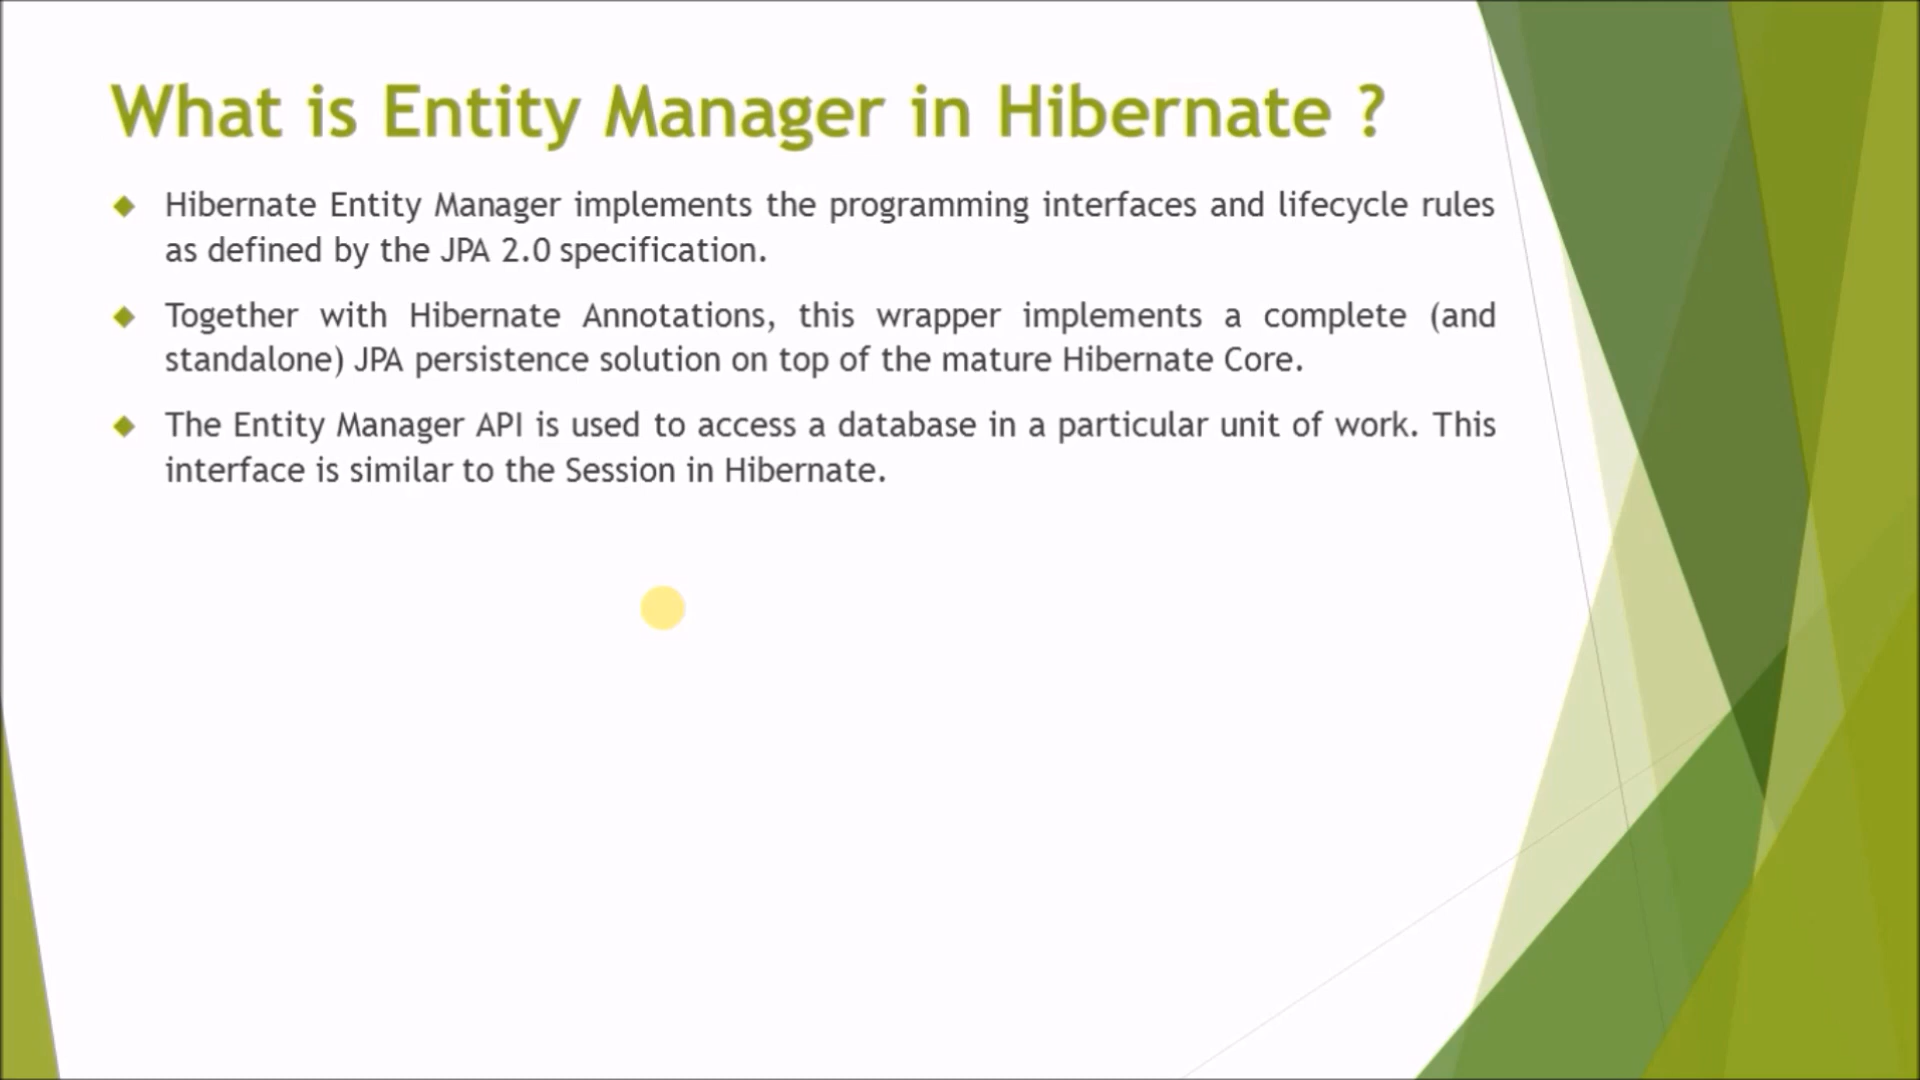 What is Entity Manager in Hibernate ?
Hibernate Entity Manager implements the programming interfaces and lifecycle rules
as defined by the JPA 2.0 specification.
Together with Hibernate Annotations, this wrapper implements a complete (and
standalone) JPA persistence solution on top of the mature Hibernate Core.
The Entity Manager API is used to access a database in a particular unit of work. This
interface is similar to the Session in Hibernate.